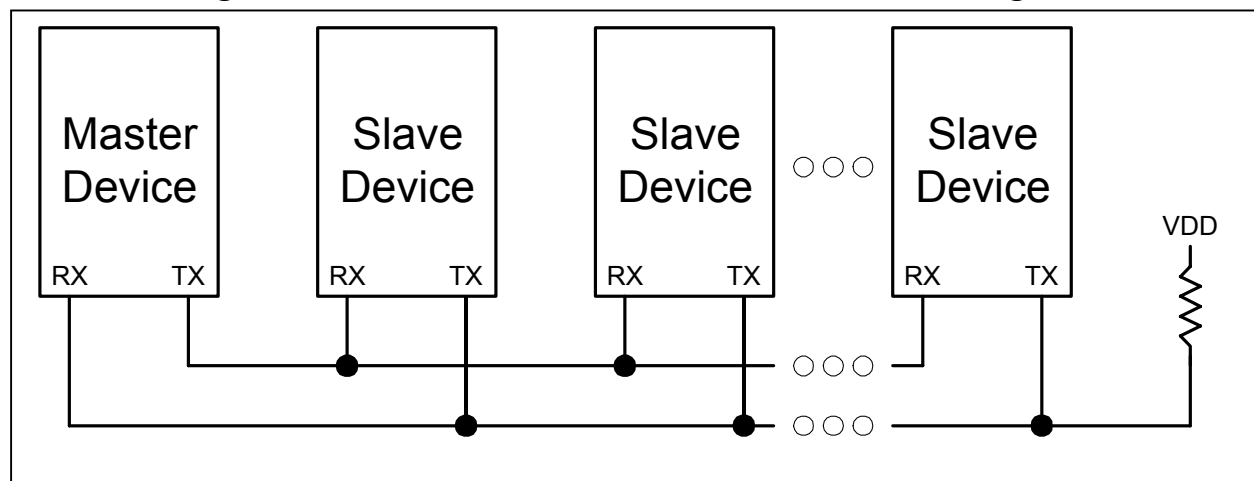 Master
Device
Slave
Device
Slave
Device
Slave
Device
VDD
RX TX
RX TX
RX TX
RX TX